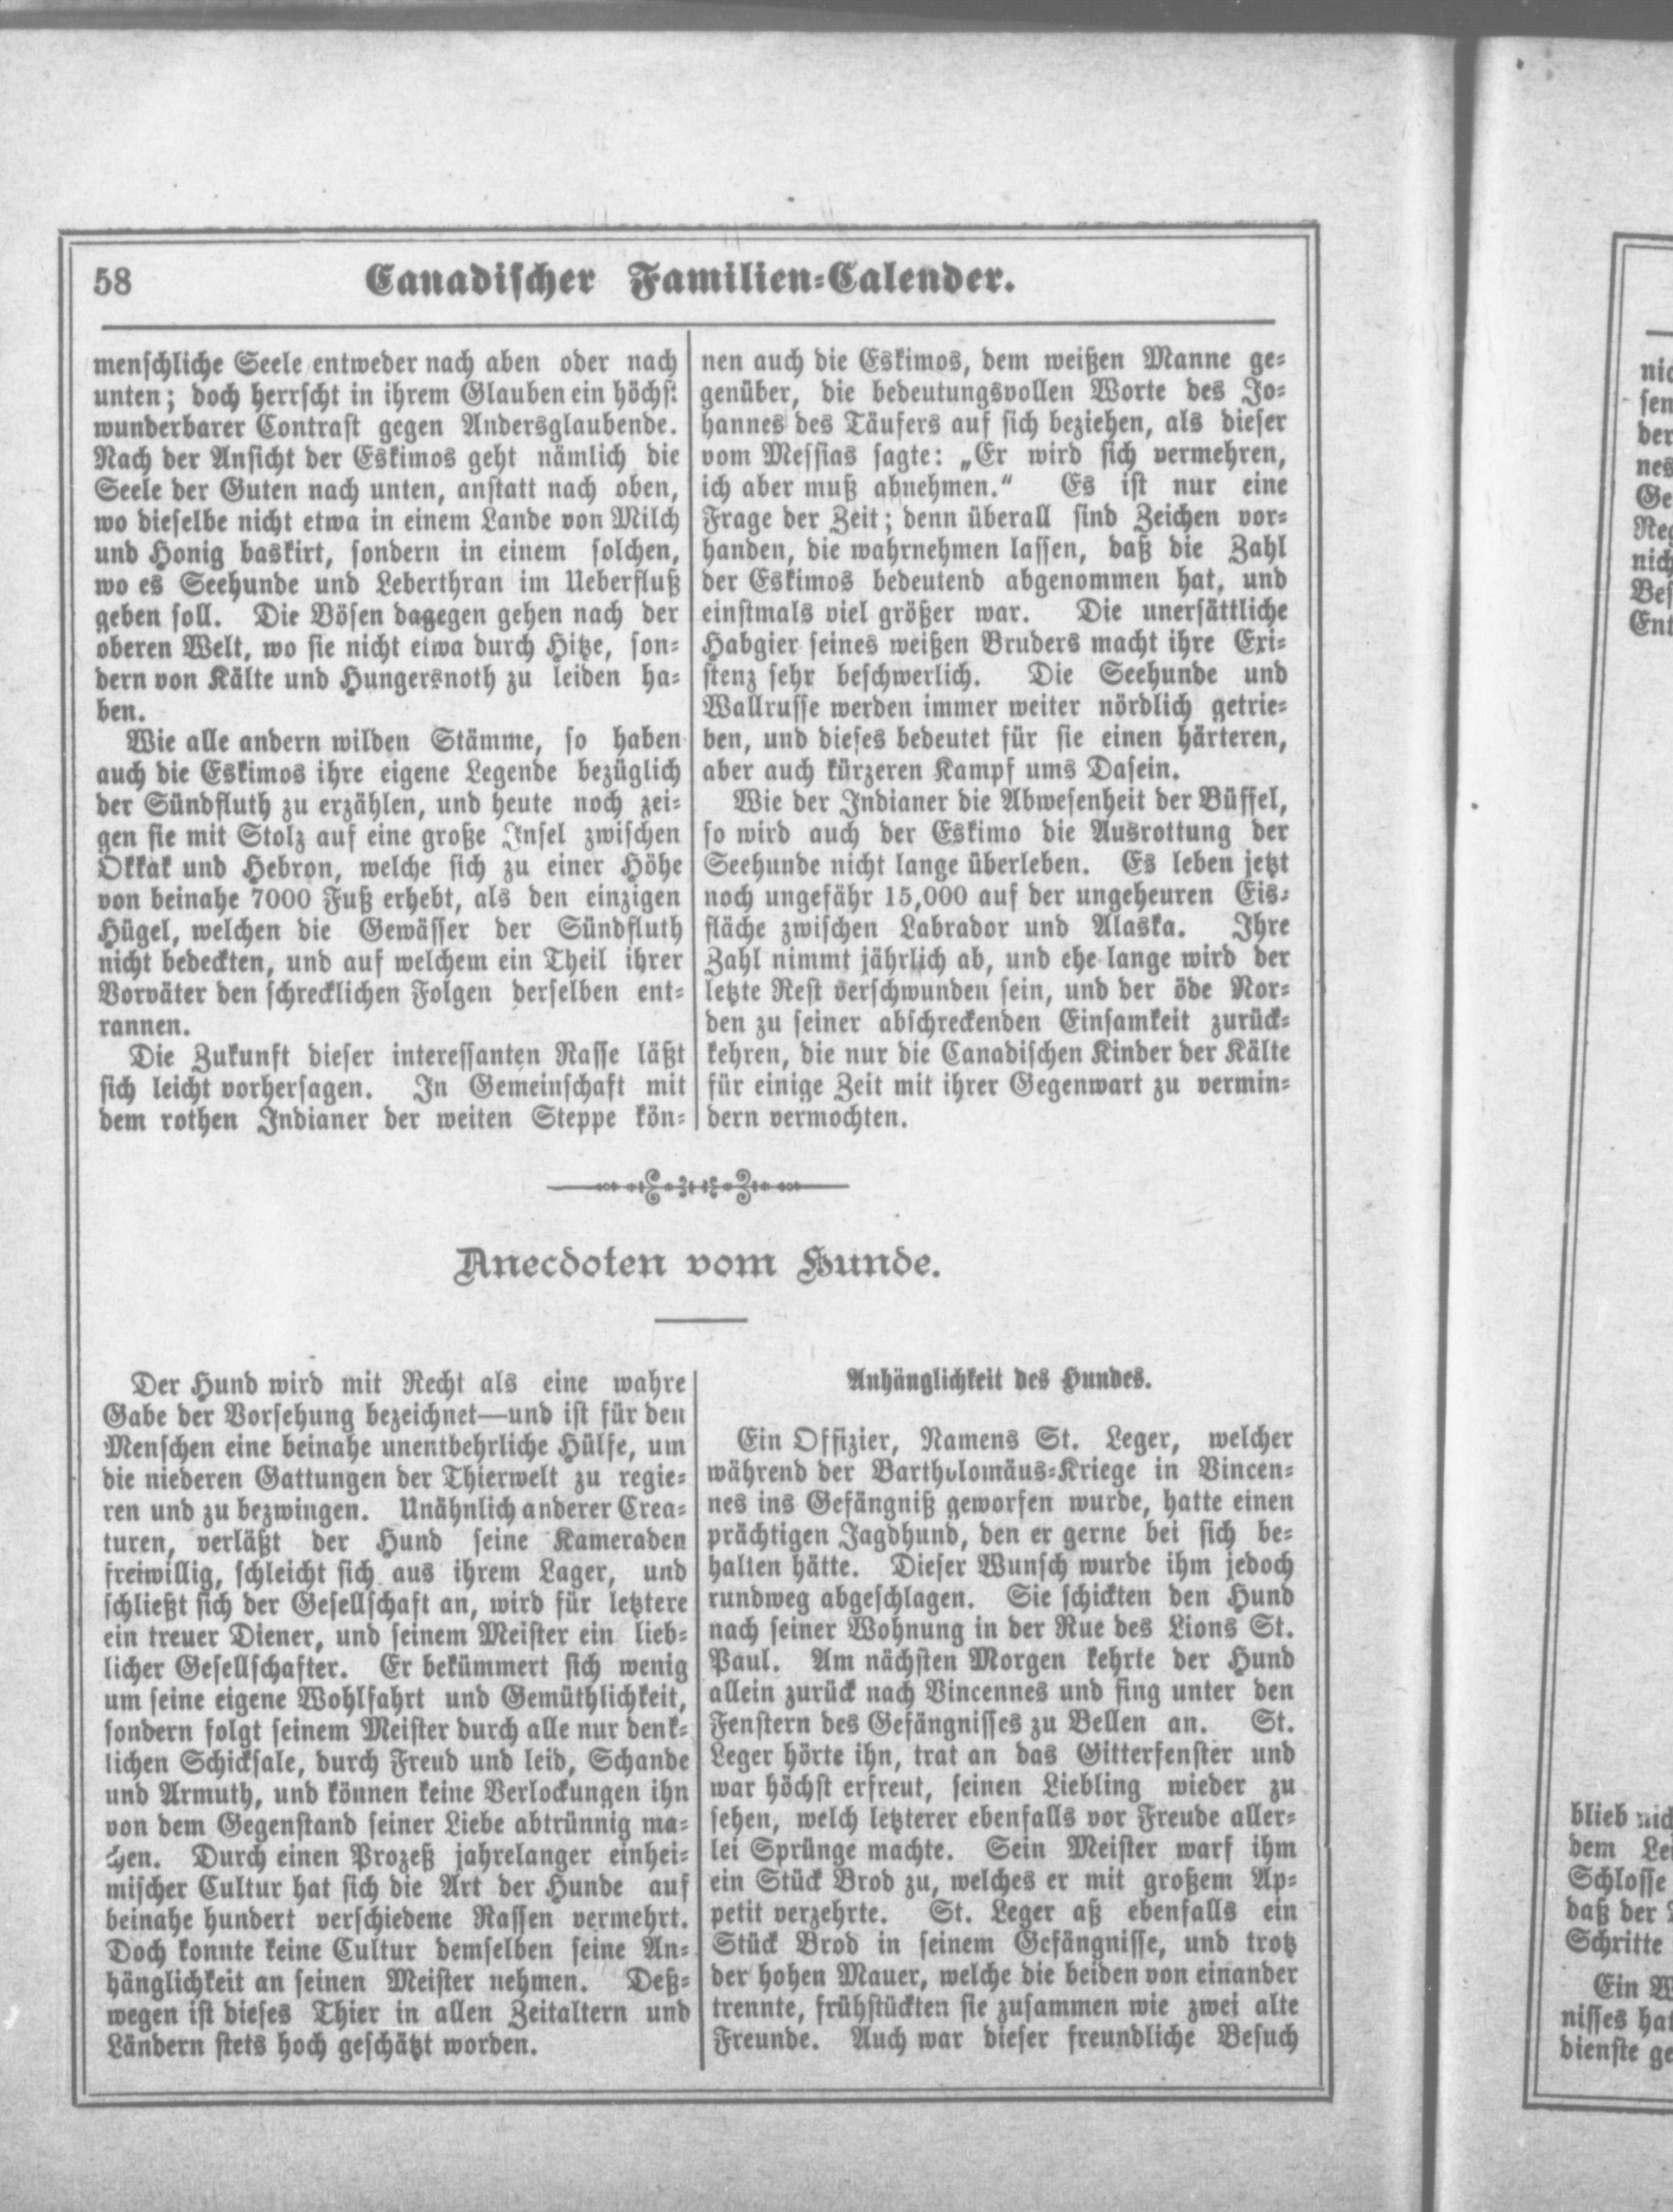 58 Canadischer Familien-Calender.
menschliche Seele entweder nach aben oder nach
unten; doch herrscht in ihrem Glauben ein höchst
wunderbarer Contrast gegen Andersglaubende.
Nach der Ansicht der Eskimos geht nämlich die
Seele der Guten nach unten, anstatt nach oben,
wo dieselbe nicht etwa in einem Lande von Milch
und Honig baskirt, sondern in einem solchen,
wo es Seehunde und Leberthran im Ueberfluß
geben soll. Die Bösen dagegen gehen nach der
oberen Welt, wo sie nicht etwa durch Hitze, son-
dern von Kälte und Hungersnoth zu leiden ha-
ben.
Wie alle andern wilden Stämme, so haben
auch die Eskimos ihre eigene Legende bezüglich
der Sündfluth zu erzählen, und heute noch zei-
gen sie mit Stolz auf eine große Insel zwischen
Okkak und Hebron, welche sich zu einer Höhe
von beinahe 7000 Fuß erhebt, als den einzigen
Hügel, welchen die Gewässer der Sündfluth
nicht bedeckten, und auf welchem ein Theil ihrer
Vorväter den schrecklichen Folgen derselben ent-
rannen.
Die Zukunft dieser interessanten Rasse läßt
sich leicht vorhersagen. In Gemeinschaft mit
dem rothen Indianer der weiten Steppe kön-
nen auch die Eskimos, dem weißen Manne ge-
genüber, die bedeutungsvollen Worte des Jo-
hannes des Täufers auf sich beziehen, als dieser
vom Messias sagte: „Er wird sich vermehren,
ich aber muß abnehmen.“ Es ist nur eine
Frage der Zeit; denn überall sind Zeichen vor-
handen, die wahrnehmen lassen, daß die Zahl
der Eskimos bedeutend abgenommen hat, und
einstmals viel größer war. Die unersättliche
Habgier seines weißen Bruders macht ihre Exi-
stenz sehr beschwerlich. Die Seehunde und
Wallrusse werden immer weiter nördlich getrie-
ben, und dieses bedeutet für sie einen härteren,
aber auch kürzeren Kampf ums Dasein.
Wie der Indianer die Abwesenheit der Büffel,
so wird auch der Eskimo die Ausrottung der
Seehunde nicht lange überleben. Es leben jetzt
noch ungefähr 15,000 auf der ungeheuren Eis-
fläche zwischen Labrador und Alaska. Ihre
Zahl nimmt jährlich ab, und ehe lange wird der
letzte Rest verschwunden sein, und der öde Nor-
den zu seiner abschreckenden Einsamkeit zurück-
kehren, die nur die Canadischen Kinder der Kälte
für einige Zeit mit ihrer Gegenwart zu vermin-
dern vermochten.
Anecdoten vom Hunde.
Der Hund wird mit Recht als eine wahre
Gabe der Vorsehung bezeichnet—und ist für den
Menschen eine beinahe unentbehrliche Hülfe, um
die niederen Gattungen der Thierwelt zu regie-
ren und zu bezwingen. Unähnlich anderer Crea-
turen, verläßt der Hund seine Kameraden
freiwillig, schleicht sich aus ihrem Lager, und
schließt sich der Gesellschaft an, wird für letztere
ein treuer Diener, und seinem Meister ein lieb-
licher Gesellschafter. Er bekümmert sich wenig
um seine eigene Wohlfahrt und Gemüthlichkeit,
sondern folgt seinem Meister durch alle nur denk-
lichen Schicksale, durch Freud und leid, Schande
und Armuth, und können keine Verlockungen ihn
von dem Gegenstand seiner Liebe abtrünnig ma-
chen. Durch einen Prozeß jahrelanger einhei-
mischer Cultur hat sich die Art der Hunde auf
beinahe hundert verschiedene Rassen vermehrt.
Doch konnte keine Cultur demselben seine An-
hänglichkeit an seinen Meister nehmen. Deß-
wegen ist dieses Thier in allen Zeitaltern und
Ländern stets hoch geschätzt worden.
Anhänglichkeit des Hundes.
Ein Offizier, Namens St. Leger, welcher
während der Bartholomäus-Kriege in Vincen-
nes ins Gefängniß geworfen wurde, hatte einen
prächtigen Jagdhund, den er gerne bei sich be-
halten hätte. Dieser Wunsch wurde ihm jedoch
rundweg abgeschlagen. Sie schickten den Hund
nach seiner Wohnung in der Rue des Lions St.
Paul. Am nächsten Morgen kehrte der Hund
allein zurück nach Vincennes und fing unter den
Fenstern des Gefängnisses zu Bellen an. St.
Leger hörte ihn, trat an das Gitterfenster und
war höchst erfreut, seinen Liebling wieder zu
sehen, welch letzterer ebenfalls vor Freude aller-
lei Sprünge machte. Sein Meister warf ihm
ein Stück Brod zu, welches er mit großem Ap-
petit verzehrte. St. Leger aß ebenfalls ein
Stück Brod in seinem Gefängnisse, und trotz
der hohen Mauer, welche die beiden von einander
trennte, frühstückten sie zusammen wie zwei alte
Freunde. Auch war dieser freundliche Besuch
blieb
dem
Schlosse
daß der
Schritte
Ein
nisses
dienste